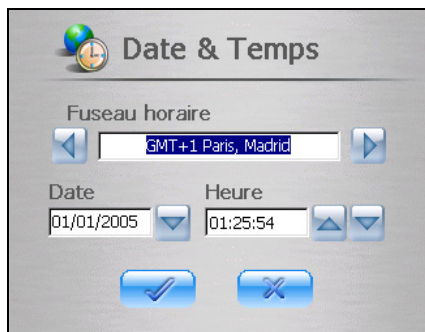 Date & Temps
Fuseau horaire
GMT+1 Paris, Madrid
Date Heure
01/01/2005 01:25:54